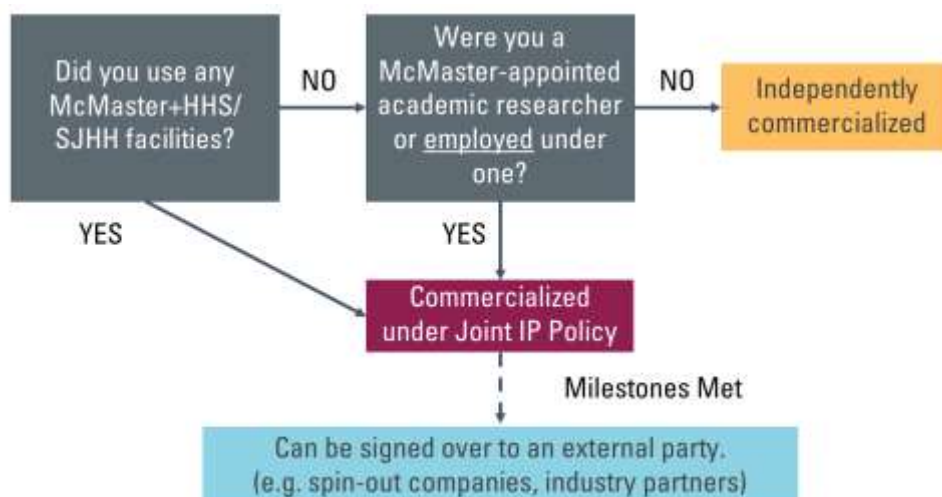 Did you use any
McMaster+HHS/
SJHH facilities?
NO
Were you a
McMaster-appointed
academic researcher
or employed under
one?
NO
Independently
commercialized
YES
YES
Commercialized
under Joint IP Policy
Milestones Met
Can be signed over to an external party.
(e.g. spin-out companies, industry partners)